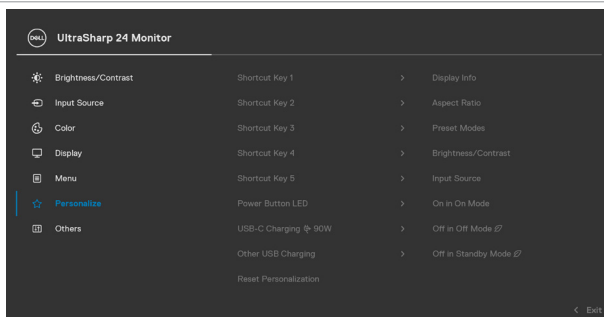 DELL
UltraSharp 24 Monitor
Brightness/Contrast Shortcut Key 1 > Display Info
Input Source Shortcut Key 2 > Aspect Ratio
Color Shortcut Key 3 > Preset Modes
Display Shortcut Key 4 > Brightness/Contrast
Menu Shortcut Key 5 > Input Source
Personalize Power Button LED > On in On Mode
Others USB-C Charging 90W > Off in Off Mode
Other USB Charging > Off in Standby Mode
Reset Personalization
< Exit